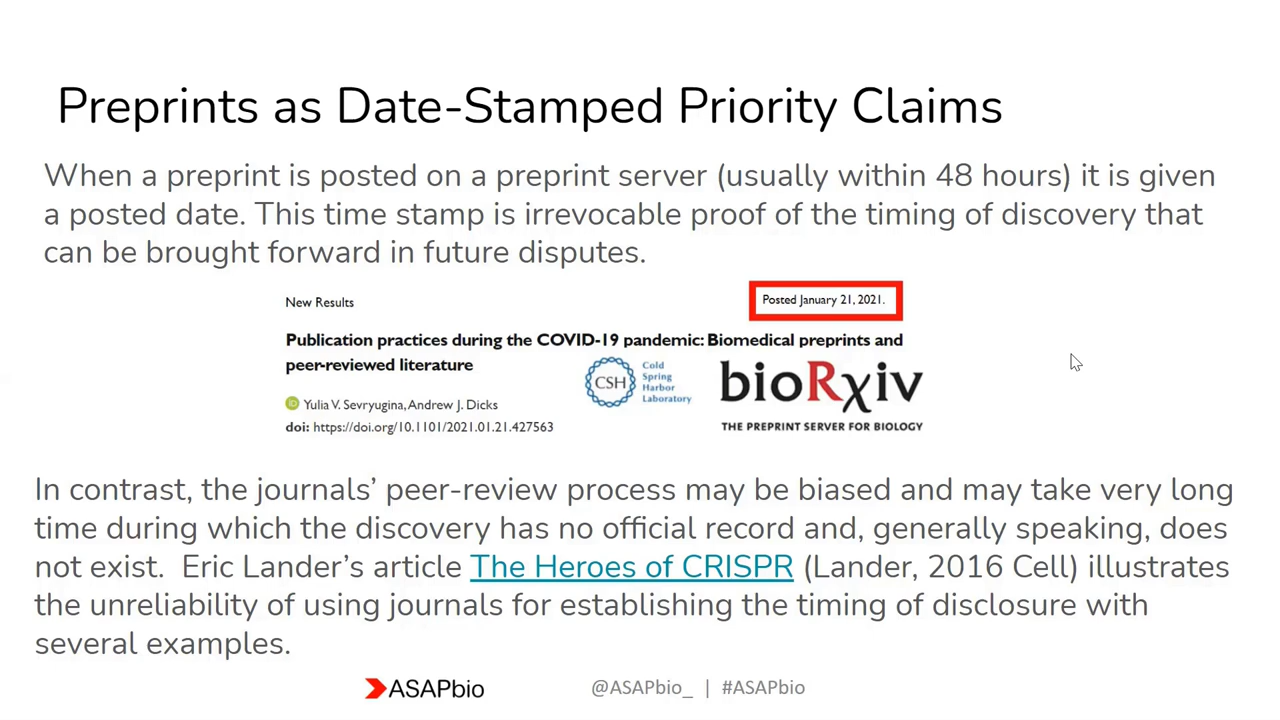 Preprints as Date-Stamped Priority Claims
When a preprint is posted on a preprint server (usually within 48 hours) it is given
a posted date. This time stamp is irrevocable proof of the timing of discovery that
can be brought forward in future disputes.
New Results
Posted January 21, 2021.
Publication practices during the COVID-19 pandemic: Biomedical preprints and
peer-reviewed literature
iD Yulia V. Sevryugina, Andrew J. Dicks
doi: https://doi.org/10.1101/2021.01.21.427563
CSH
Cold
Spring
Harbor
Laboratory
bioRχiv
THE PREPRINT SERVER FOR BIOLOGY
In contrast, the journals’ peer-review process may be biased and may take very long
time during which the discovery has no official record and, generally speaking, does
not exist. Eric Lander’s article The Heroes of CRISPR (Lander, 2016 Cell) illustrates
the unreliability of using journals for establishing the timing of disclosure with
several examples.
ASAPbio
@ASAPbio_ | #ASAPbio